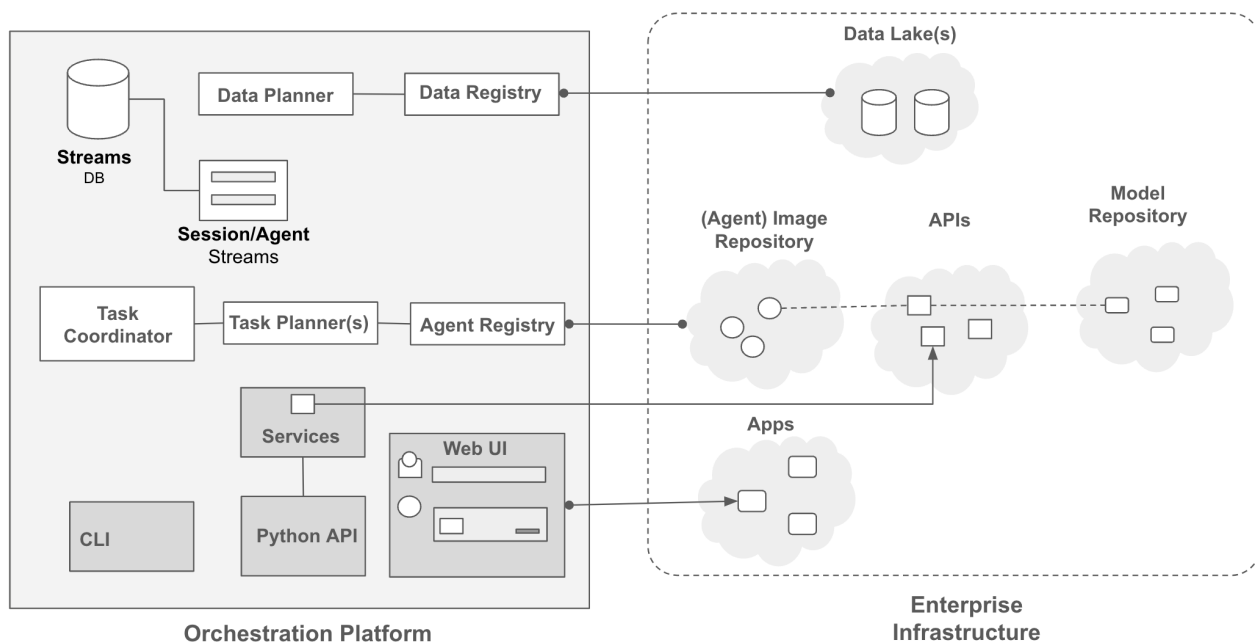 Streams
DB
Data Planner
Data Registry
Session/Agent
Streams
Task
Coordinator
Task Planner(s)
Agent Registry
Services
Web UI
CLI
Python API
Orchestration Platform
Data Lake(s)
(Agent) Image
Repository
APIs
Model
Repository
Apps
Enterprise
Infrastructure